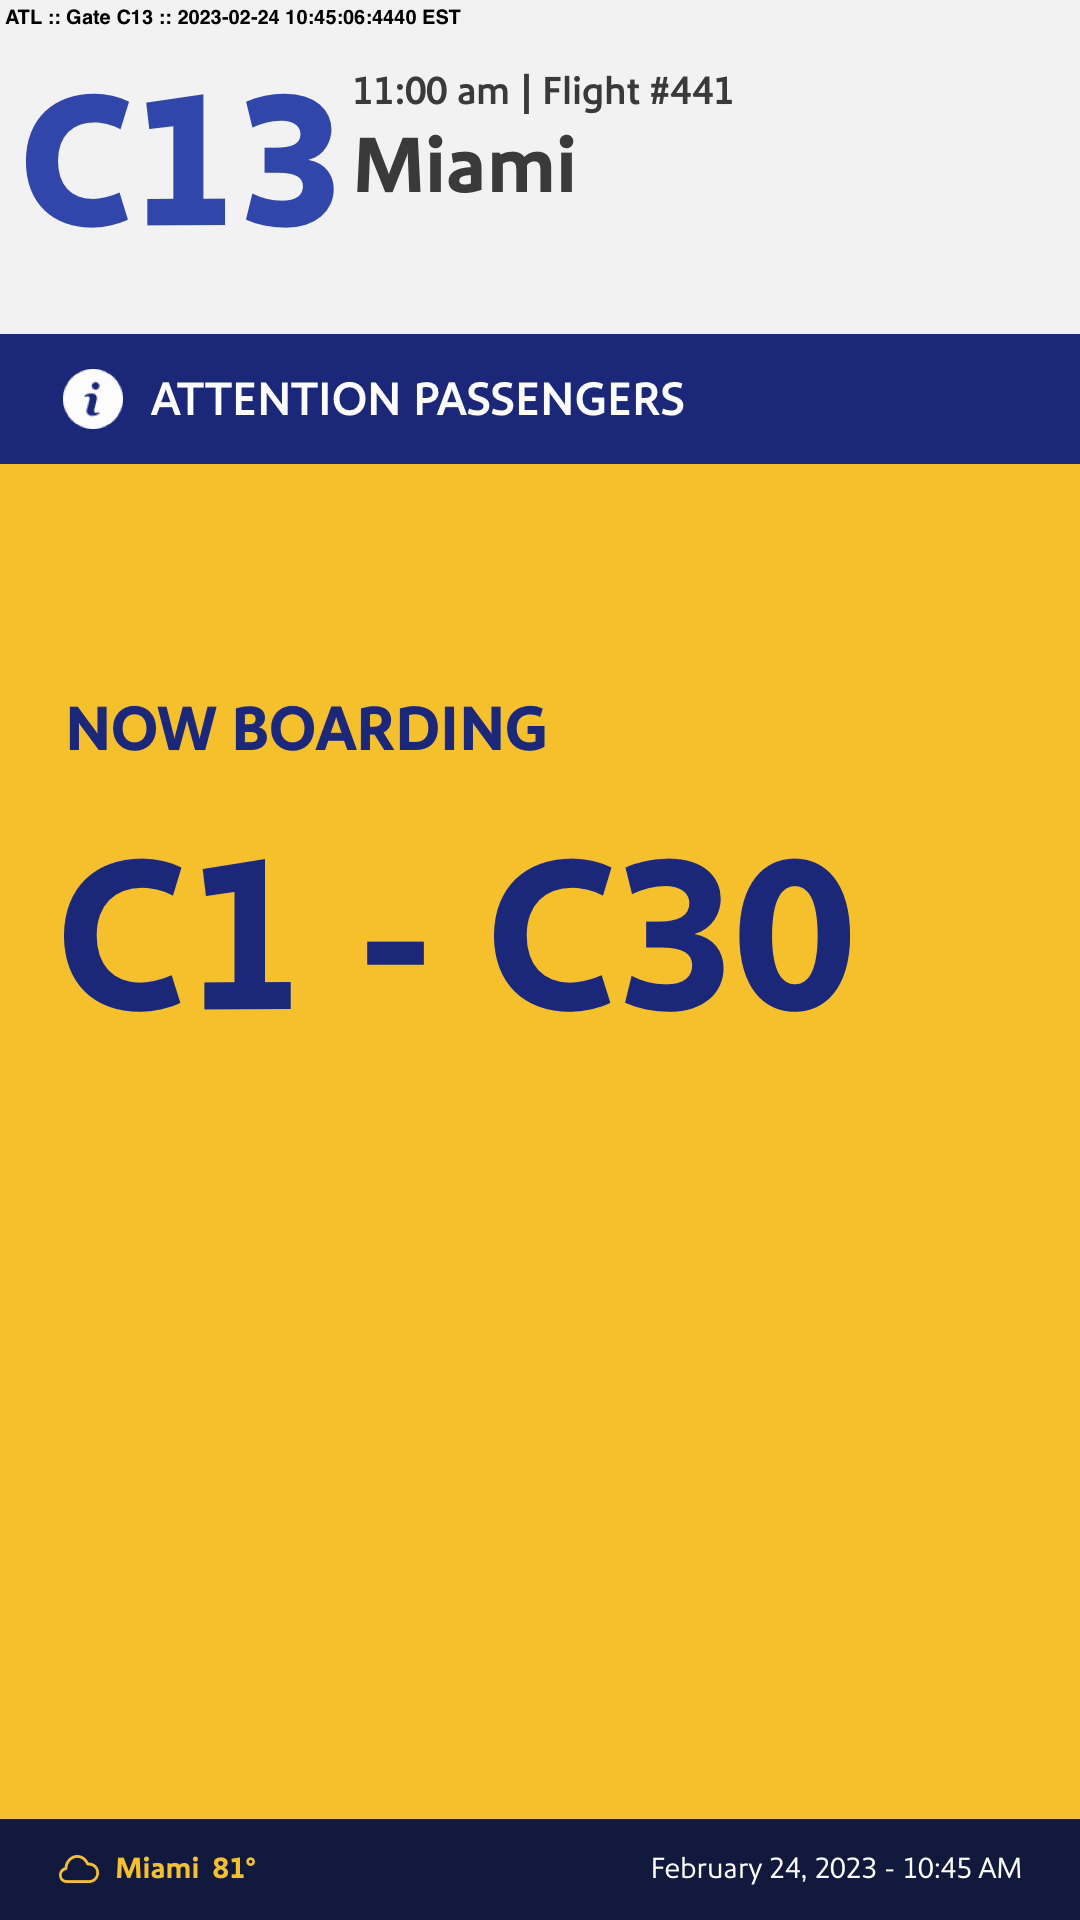 ATL :: Gate C13 :: 2023-02-24 10:45:06:4440 EST
C13
11:00 am | Flight #441
Miami
ATTENTION PASSENGERS
NOW BOARDING
C1 - C30
Miami 81°
February 24, 2023 - 10:45 AM